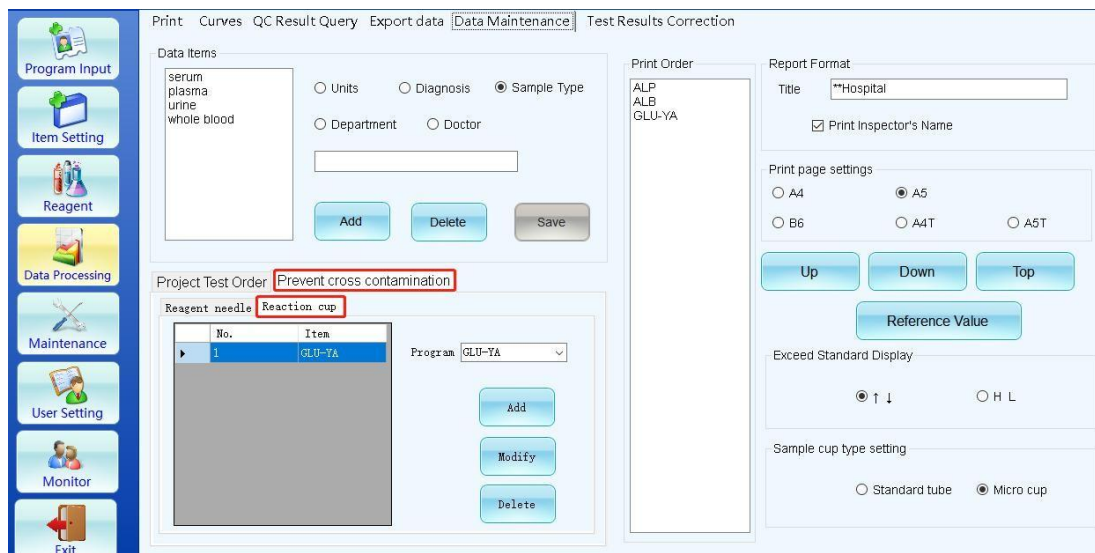 Print Curves QC Result Query Export data Data Maintenance Test Results Correction
Program Input
Item Setting
Reagent
Data Processing
Maintenance
User Setting
Monitor
Exit
Data Items
serum
plasma
urine
whole blood
Units Diagnosis Sample Type
Department Doctor
Add Delete Save
Project Test Order Prevent cross contamination
Reagent needle Reaction cup
No. Item
1 GLU-YA
Program GLU-YA
Add
Modify
Delete
Print Order
ALP
ALB
GLU-YA
Report Format
Title **Hospital
Print Inspector's Name
Print page settings
A4 A5
B6 A4T A5T
Up Down Top
Reference Value
Exceed Standard Display
↑ ↓ H L
Sample cup type setting
Standard tube Micro cup